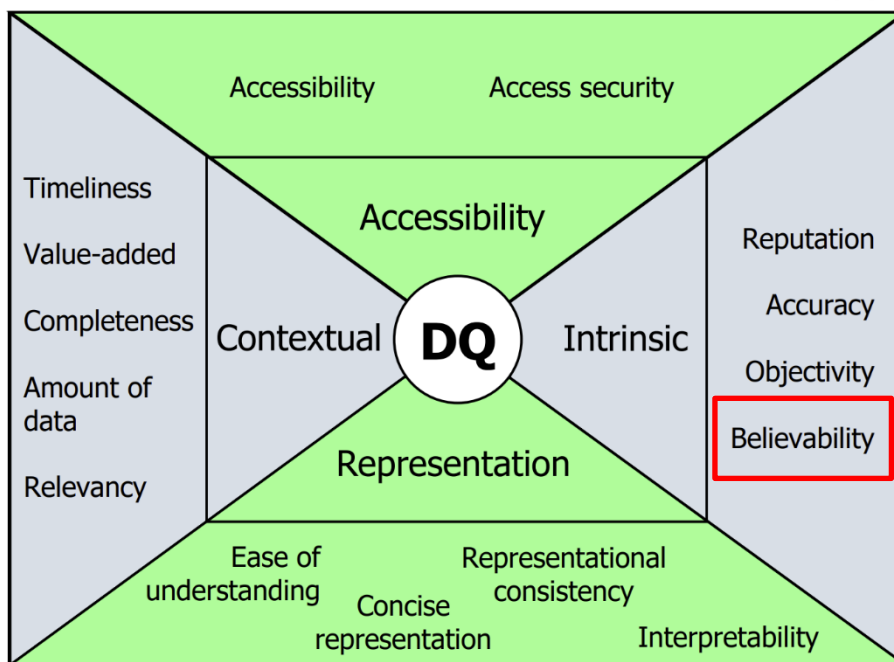 Accessibility
Access security
Accessibility
Timeliness
Value-added
Completeness
Amount of
data
Relevancy
Contextual
DQ
Intrinsic
Reputation
Accuracy
Objectivity
Believability
Representation
Ease of
understanding
Concise
representation
Representational
consistency
Interpretability